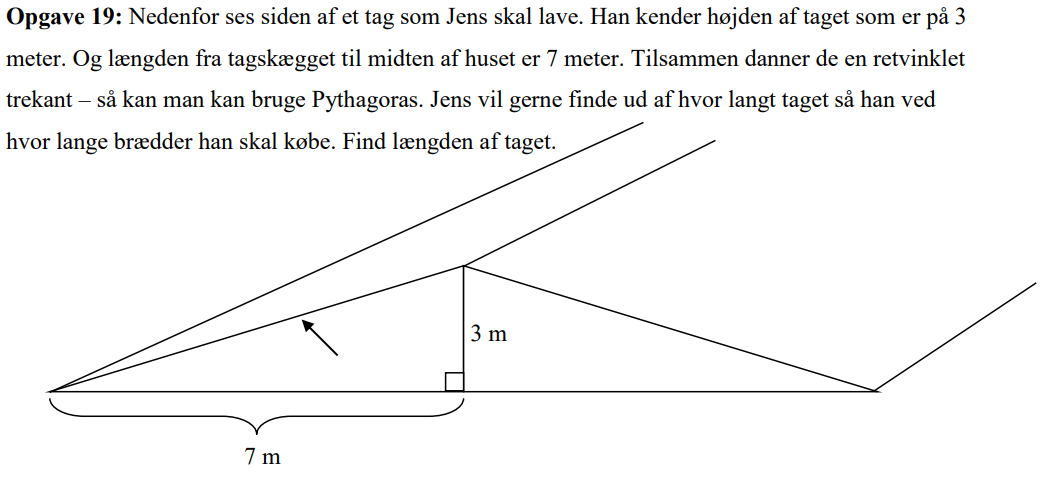 Opgave 19: Nedenfor ses siden af et tag som Jens skal lave. Han kender højden af taget som er på 3
meter. Og længden fra tagskægget til midten af huset er 7 meter. Tilsammen danner de en retvinklet
trekant – så kan man kan bruge Pythagoras. Jens vil gerne finde ud af hvor langt taget så han ved
hvor lange brædder han skal købe. Find længden af taget.
3 m
7 m